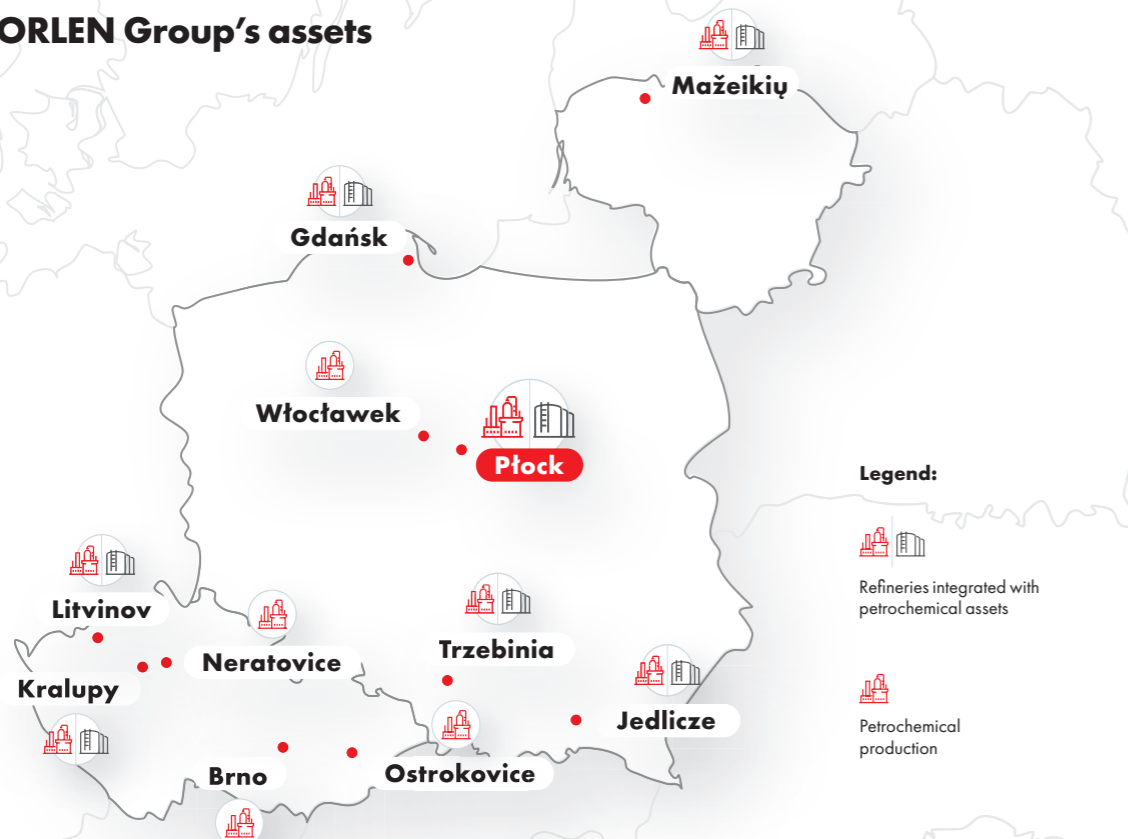 ORLEN Group’s assets
Mažeikių
Gdańsk
Włocławek
Płock
Legend:
Refineries integrated with
petrochemical assets
Litvinov
Neratovice
Trzebinia
Kralupy
Jedlicze
Petrochemical
production
Brno
Ostrokovice